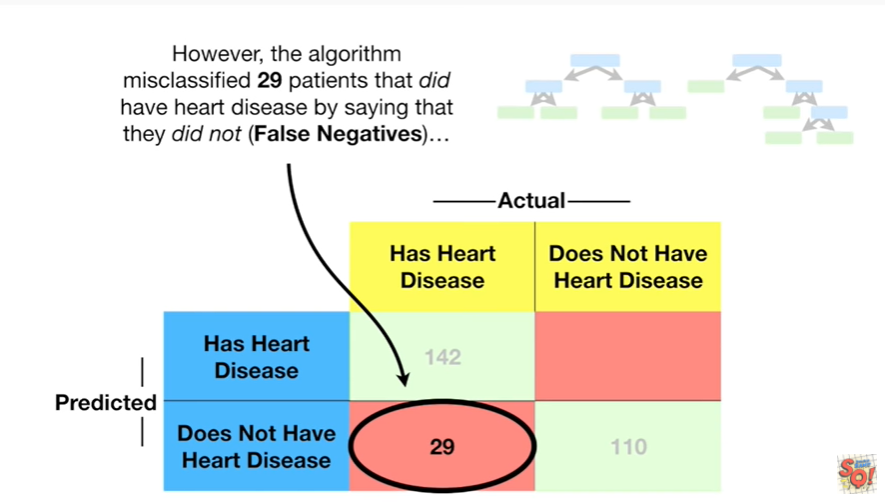 However, the algorithm
misclassified 29 patients that did
have heart disease by saying that
they did not (False Negatives)…
Actual
Has Heart
Disease
Does Not Have
Heart Disease
Has Heart
Disease
142
Predicted
Does Not Have
Heart Disease
29
110